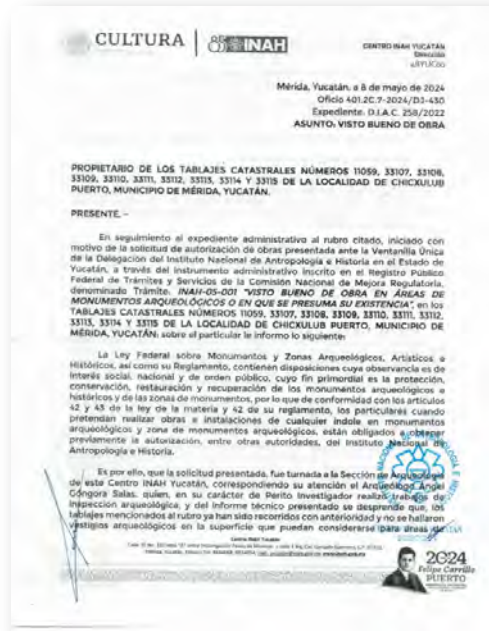 CULTURA
INAH
CENTRO INAH YUCATÁN
Dirección
Mérida, Yucatán, a 8 de mayo de 2024
Oficio 401.2C.7-2024/DJ-430
Expediente. D.I.A.C. 258/2022
ASUNTO: VISTO BUENO DE OBRA
PROPIETARIO DE LOS TABLAJES CATASTRALES NÚMEROS 11059, 33107, 33108,
33109, 33110, 33111, 33112, 33113, 33114 Y 33115 DE LA LOCALIDAD DE CHICXULUB
PUERTO, MUNICIPIO DE MÉRIDA, YUCATÁN.
PRESENTE. –
En seguimiento al expediente administrativo al rubro citado, iniciado con
motivo de la solicitud de autorización de obras presentada ante la Ventanilla Única
de la Delegación del Instituto Nacional de Antropología e Historia en el Estado de
Yucatán, a través del instrumento administrativo inscrito en el Registro Público
Federal de Trámites y Servicios de la Comisión Nacional de Mejora Regulatoria,
denominado Trámite. INAH-05-001 "VISTO BUENO DE OBRA EN ÁREAS DE
MONUMENTOS ARQUEOLÓGICOS O EN QUE SE PRESUMA SU EXISTENCIA", en los
TABLAJES CATASTRALES NÚMEROS 11059, 33107, 33108, 33109, 33110, 33111, 33112,
33113, 33114 Y 33115 DE LA LOCALIDAD DE CHICXULUB PUERTO, MUNICIPIO DE
MÉRIDA, YUCATÁN; sobre el particular le informo lo siguiente:
La Ley Federal sobre Monumentos y Zonas Arqueológicos, Artísticos e
Históricos, así como su Reglamento, contienen disposiciones cuya observancia es de
interés social, nacional y de orden público, cuyo fin primordial es la protección,
conservación, restauración y recuperación de los monumentos arqueológicos e
históricos y de las zonas de monumentos, por lo que de conformidad con los artículos
42 y 43 de la ley de la materia y 42 de su reglamento, los particulares cuando
pretendan realizar obras e instalaciones de cualquier índole en monumentos
arqueológicos y zona de monumentos arqueológicos, están obligados a obtener
previamente la autorización, entre otras autoridades, del Instituto Nacional de
Antropología e Historia.
Es por ello, que la solicitud presentada, fue turnada a la Sección de Arqueología
de este Centro INAH Yucatán, correspondiendo su atención el Arqueólogo Ángel
Góngora Salas, quien, en su carácter de Perito Investigador realizó trabajos de
inspección arqueológica, y del informe técnico presentado se desprende que, los
tablajes mencionados al rubro ya han sido recorridos con anterioridad y no se hallaron
vestigios arqueológicos en la superficie que puedan considerarse para áreas de
Centro INAH Yucatán
2024
Felipe Carrillo
PUERTO